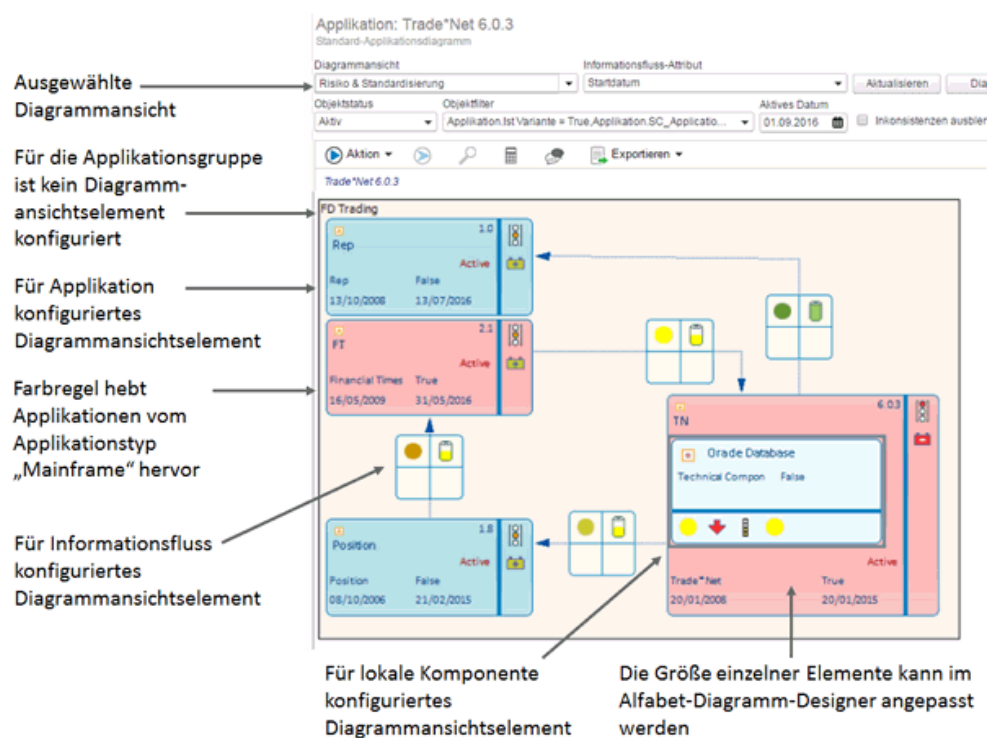 Applikation: Trade*Net 6.0.3
Standard-Applikationsdiagramm
Diagrammansicht
Informationsfluss-Attribut
Risiko & Standardisierung
Startdatum
Aktualisieren
Dia
Objektstatus
Objektfilter
Aktives Datum
Aktiv
Applikation.Ist Variante = True,Applikation.SC_Applicatio...
01.09.2016
Inkonsistenzen ausbler
Aktion
Exportieren
Trade*Net 6.0.3
Ausgewählte
Diagrammansicht
Für die Applikationsgruppe
ist kein Diagramm-
ansichtselement
konfiguriert
Für Applikation
konfiguriertes
Diagrammansichtselement
Farbregel hebt
Applikationen vom
Applikationstyp
„Mainframe“ hervor
Für Informationsfluss
konfiguriertes
Diagrammansichtselement
FD Trading
1.0
Rep
Active
Rep False
13/10/2008 13/07/2016
2.1
FT
Active
Financial Times True
16/05/2009 31/05/2016
1.8
Position
Active
Position False
08/10/2006 21/02/2015
6.0.3
TN
Oracle Database
Technical Compon False
Active
Trade*Net True
20/01/2008 20/01/2015
Für lokale Komponente
konfiguriertes
Diagrammansichtselement
Die Größe einzelner Elemente kann im
Alfabet-Diagramm-Designer angepasst
werden